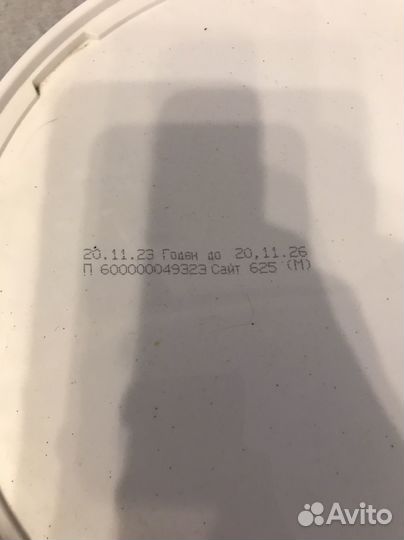 20.11.23 Годен до 20.11.26
П 600000049323 Сайт 625 (М)
Avito